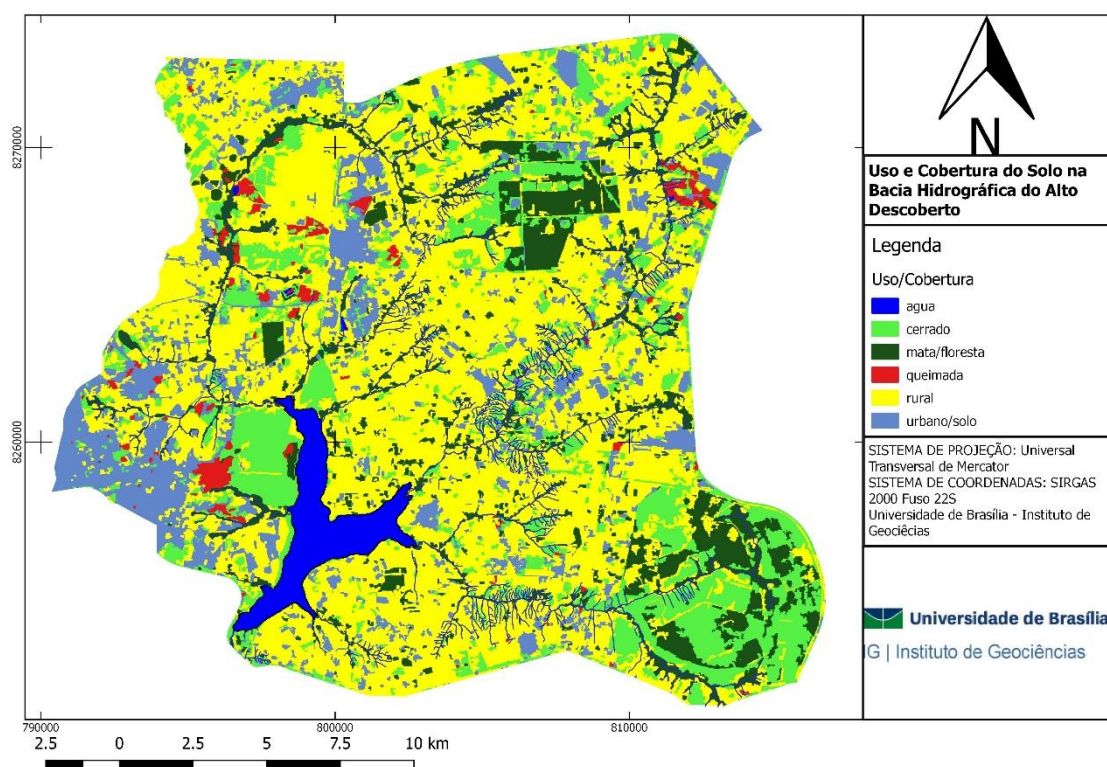 N
Uso e Cobertura do Solo na
Bacia Hidrográfica do Alto
Descoberto
Legenda
Uso/Cobertura
agua
cerrado
mata/floresta
queimada
rural
urbano/solo
SISTEMA DE PROJEÇÃO: Universal
Transversal de Mercator
SISTEMA DE COORDENADAS: SIRGAS
2000 Fuso 22S
Universidade de Brasília - Instituto de
Geociêcias
Universidade de Brasília
IG | Instituto de Geociências
8270000
8260000
790000 800000 810000
2.5 0 2.5 5 7.5 10 km